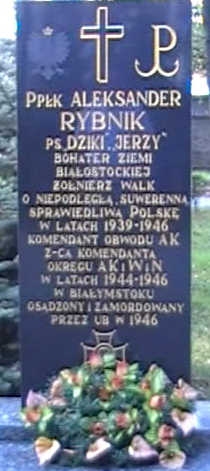 PPŁK ALEKSANDER
RYBNIK
PS „DZIKI", „JERZY"
BOHATER ZIEMI
BIAŁOSTOCKIEJ
ŻOŁNIERZ WALK
O NIEPODLEGŁĄ, SUWERENNĄ
SPRAWIEDLIWĄ POLSKĘ
W LATACH 1939-1946
KOMENDANT OBWODU AK
Z-CA KOMENDANTA
OKRĘGU AK I WiN
W LATACH 1944-1946
W BIAŁYMSTOKU
OSĄDZONY I ZAMORDOWANY
PRZEZ UB W 1946